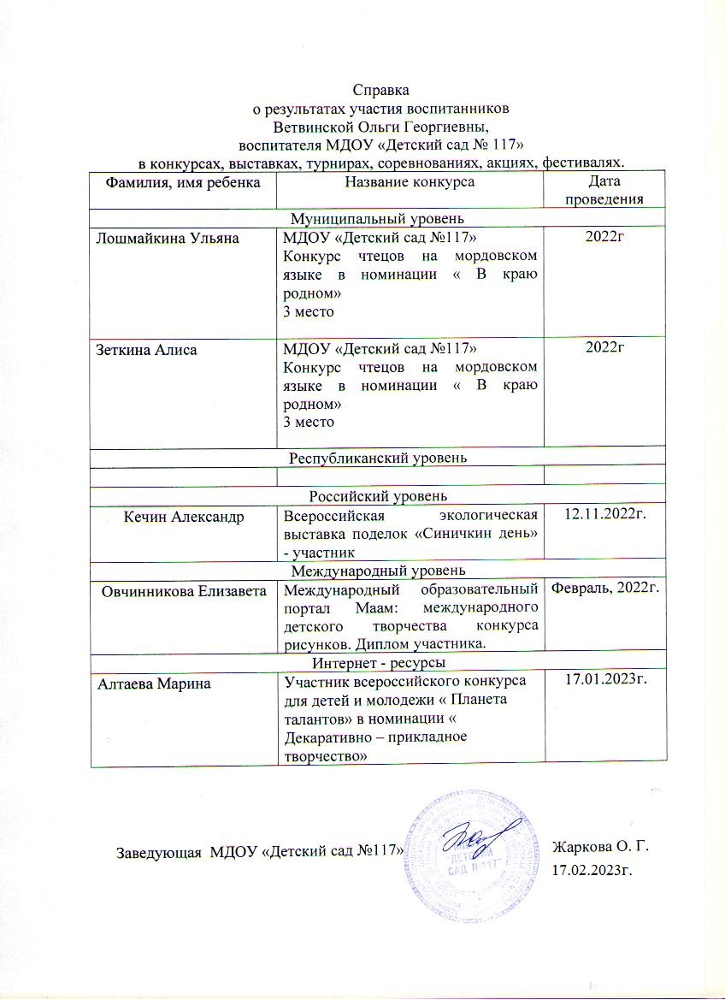 Справка
о результатах участия воспитанников
Ветвинской Ольги Георгиевны,
воспитателя МДОУ «Детский сад № 117»
в конкурсах, выставках, турнирах, соревнованиях, акциях, фестивалях.
Фамилия, имя ребенка
Название конкурса
Дата
проведения
Муниципальный уровень
Лошмайкина Ульяна
МДОУ «Детский сад №117»
Конкурс чтецов на мордовском
языке в номинации « В краю
родном»
3 место
2022г
Зеткина Алиса
МДОУ «Детский сад №117»
Конкурс чтецов на мордовском
языке в номинации « В краю
родном»
3 место
2022г
Республиканский уровень
Российский уровень
Кечин Александр
Всероссийская экологическая
выставка поделок «Синичкин день»
- участник
12.11.2022г.
Международный уровень
Овчинникова Елизавета
Международный образовательный
портал Маам: международного
детского творчества конкурса
рисунков. Диплом участника.
Февраль, 2022г.
Интернет - ресурсы
Алтаева Марина
Участник всероссийского конкурса
для детей и молодежи « Планета
талантов» в номинации «
Декаративно – прикладное
творчество»
17.01.2023г.
Заведующая МДОУ «Детский сад №117»
"ДЕТСКИЙ
САД №117"
Жаркова О. Г.
17.02.2023г.